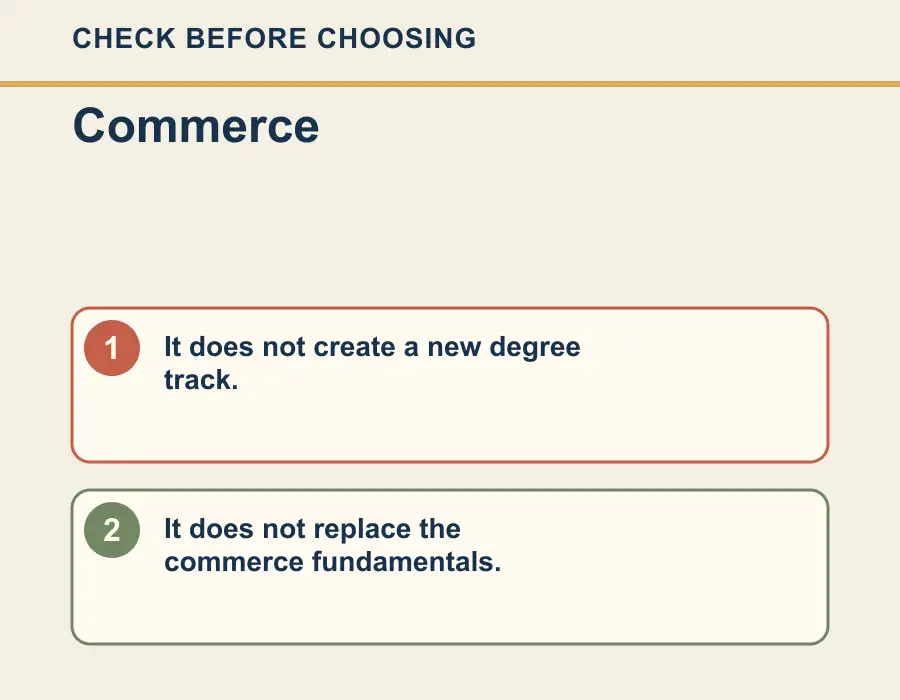 CHECK BEFORE CHOOSING
Commerce
1
It does not create a new degree
track.
2
It does not replace the
commerce fundamentals.